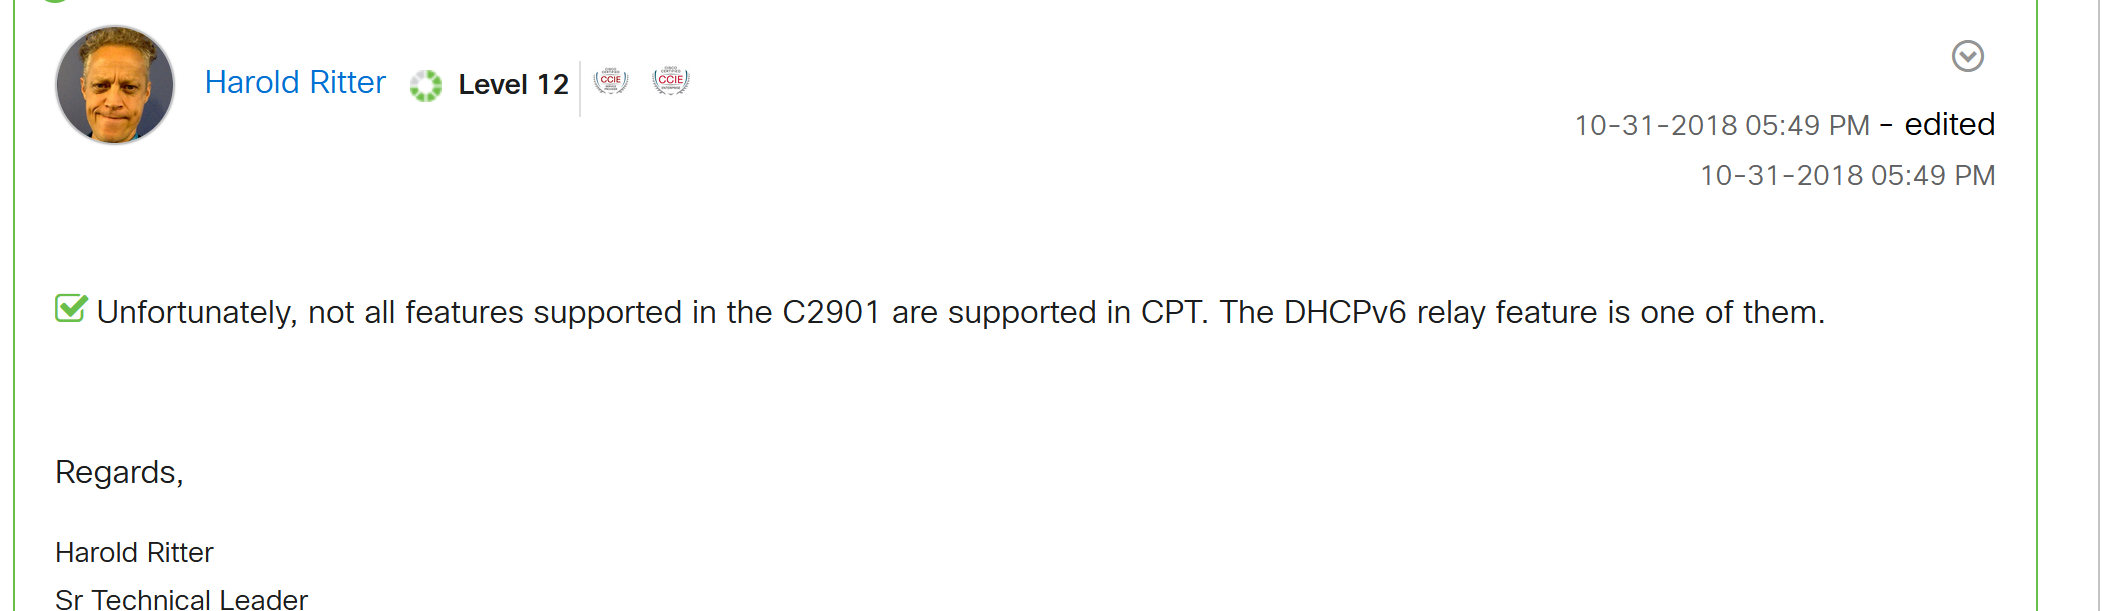 Harold Ritter Level 12 CCIE CCIE
10-31-2018 05:49 PM - edited
10-31-2018 05:49 PM
Unfortunately, not all features supported in the C2901 are supported in CPT. The DHCPv6 relay feature is one of them.
Regards,
Harold Ritter
Sr Technical Leader